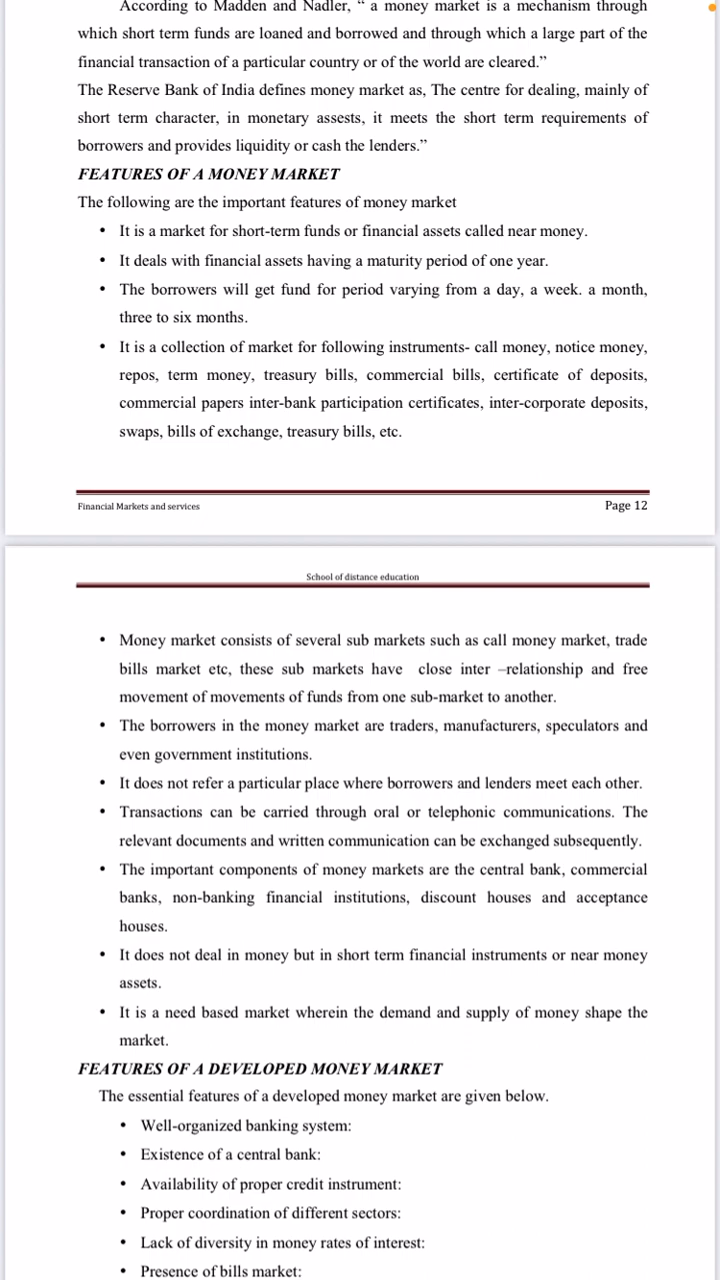 According to Madden and Nadler, “ a money market is a mechanism through
which short term funds are loaned and borrowed and through which a large part of the
financial transaction of a particular country or of the world are cleared.”
The Reserve Bank of India defines money market as, The centre for dealing, mainly of
short term character, in monetary assests, it meets the short term requirements of
borrowers and provides liquidity or cash the lenders.”
FEATURES OF A MONEY MARKET
The following are the important features of money market
• It is a market for short-term funds or financial assets called near money.
• It deals with financial assets having a maturity period of one year.
• The borrowers will get fund for period varying from a day, a week. a month,
three to six months.
• It is a collection of market for following instruments- call money, notice money,
repos, term money, treasury bills, commercial bills, certificate of deposits,
commercial papers inter-bank participation certificates, inter-corporate deposits,
swaps, bills of exchange, treasury bills, etc.
Financial Markets and services Page 12
School of distance education
• Money market consists of several sub markets such as call money market, trade
bills market etc, these sub markets have close inter –relationship and free
movement of movements of funds from one sub-market to another.
• The borrowers in the money market are traders, manufacturers, speculators and
even government institutions.
• It does not refer a particular place where borrowers and lenders meet each other.
• Transactions can be carried through oral or telephonic communications. The
relevant documents and written communication can be exchanged subsequently.
• The important components of money markets are the central bank, commercial
banks, non-banking financial institutions, discount houses and acceptance
houses.
• It does not deal in money but in short term financial instruments or near money
assets.
• It is a need based market wherein the demand and supply of money shape the
market.
FEATURES OF A DEVELOPED MONEY MARKET
The essential features of a developed money market are given below.
• Well-organized banking system:
• Existence of a central bank:
• Availability of proper credit instrument:
• Proper coordination of different sectors:
• Lack of diversity in money rates of interest:
• Presence of bills market: